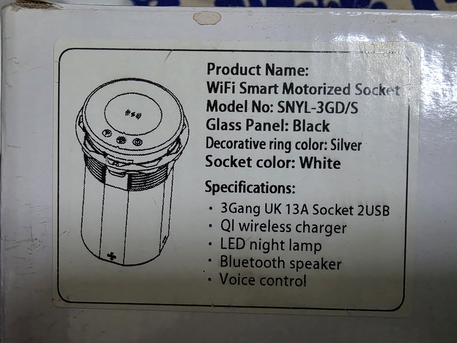 Product Name:
WiFi Smart Motorized Socket
Model No: SNYL-3GD/S
Glass Panel: Black
Decorative ring color: Silver
Socket color: White
Specifications:
· 3Gang UK 13A Socket 2USB
· QI wireless charger
· LED night lamp
· Bluetooth speaker
· Voice control